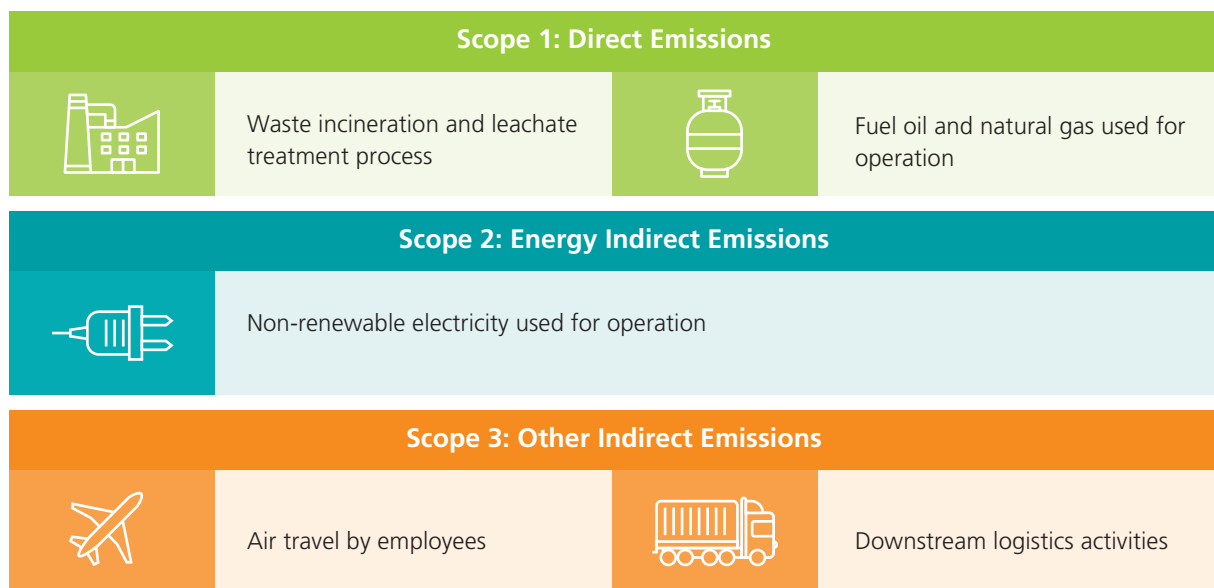 Scope 1: Direct Emissions
Waste incineration and leachate
treatment process
Fuel oil and natural gas used for
operation
Scope 2: Energy Indirect Emissions
Non-renewable electricity used for operation
Scope 3: Other Indirect Emissions
Air travel by employees
Downstream logistics activities